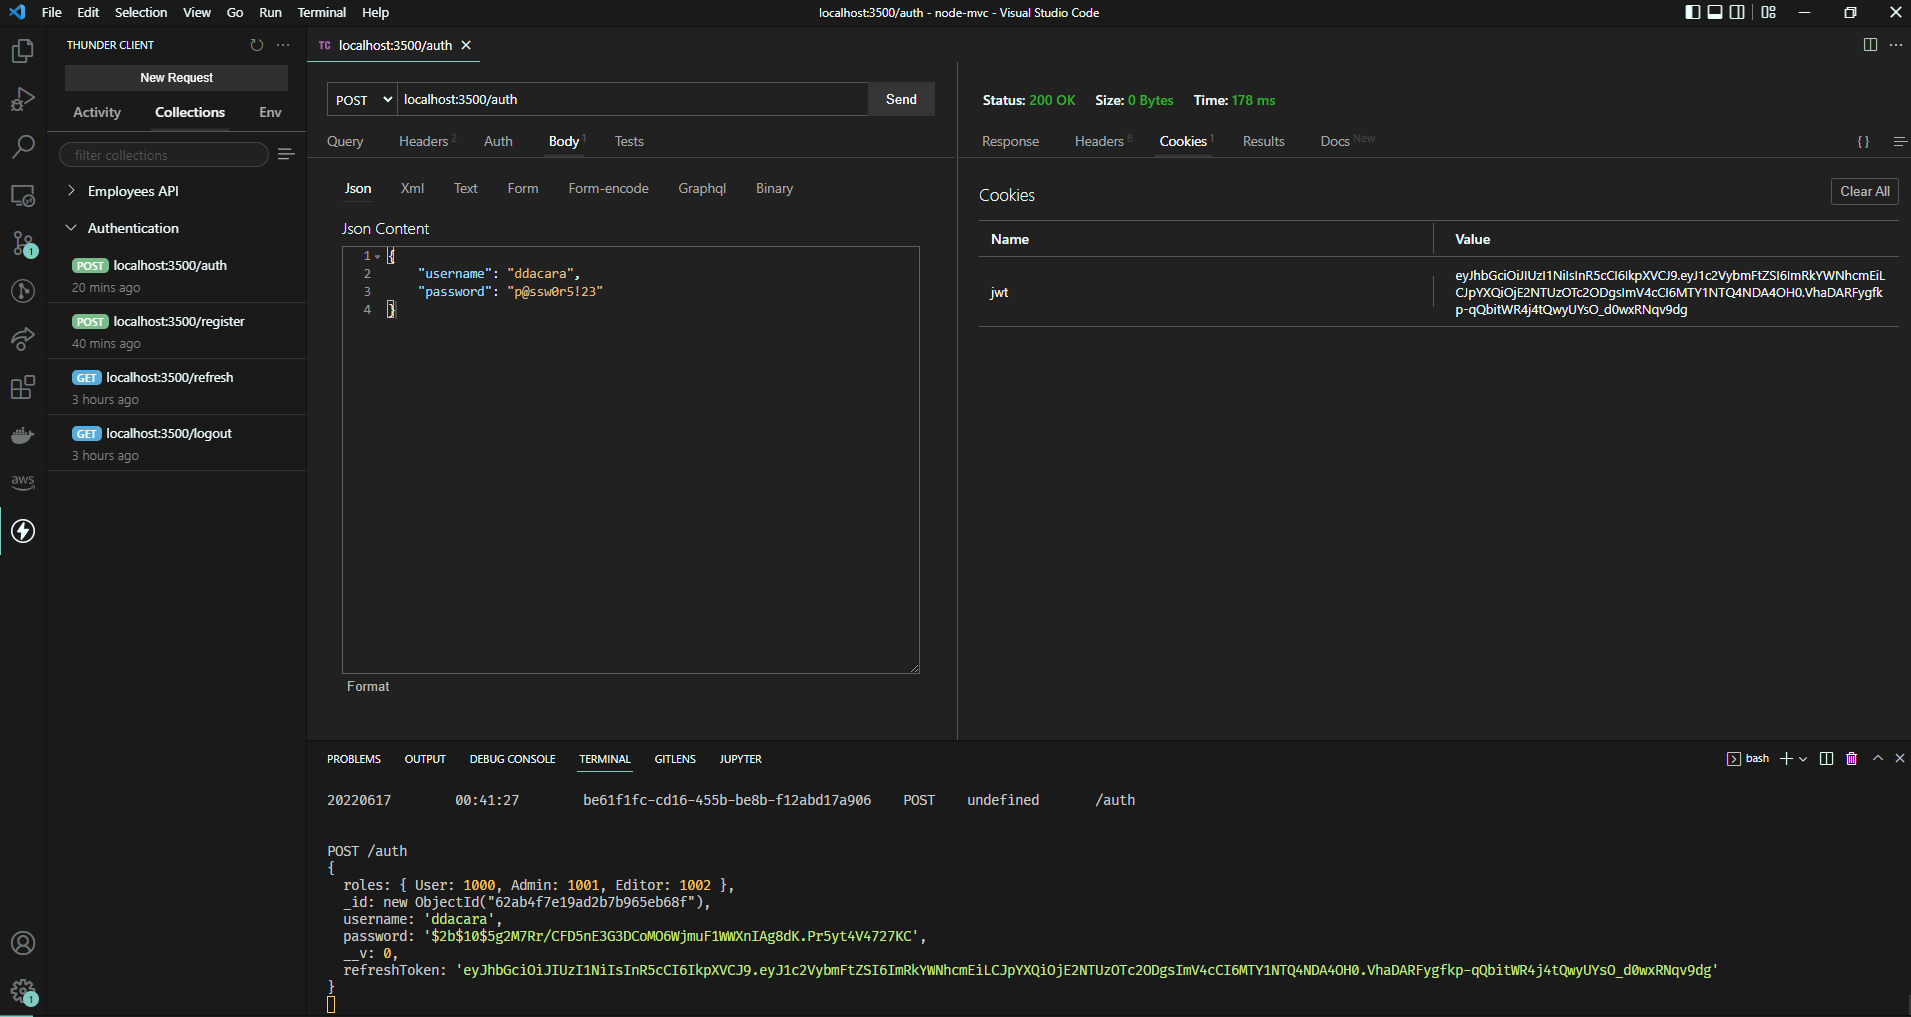 File Edit Selection View Go Run Terminal Help
localhost:3500/auth - node-mvc - Visual Studio Code
THUNDER CLIENT
New Request
Activity Collections Env
filter collections
Employees API
Authentication
POST localhost:3500/auth
20 mins ago
POST localhost:3500/register
40 mins ago
GET localhost:3500/refresh
3 hours ago
GET localhost:3500/logout
3 hours ago
1
aws
1
TC localhost:3500/auth
POST localhost:3500/auth Send
Query Headers 2 Auth Body 1 Tests
Json Xml Text Form Form-encode Graphql Binary
Json Content
1 {
2 "username": "ddacara",
3 "password": "p@ssw0r5!23"
4 }
Format
Status: 200 OK Size: 0 Bytes Time: 178 ms
Response Headers 8 Cookies 1 Results Docs New
{}
Cookies
Clear All
Name Value
jwt
eyJhbGciOiJIUzI1NiIsInR5cCI6IkpXVCJ9.eyJ1c2VybmFtZSI6ImRkYWNhcmEiL
CJpYXQiOjE2NTUzOTc2ODgsImV4cCI6MTY1NTQ4NDA4OH0.VhaDARFygfk
p-qQbitWR4j4tQwyUYsO_d0wxRNqv9dg
PROBLEMS OUTPUT DEBUG CONSOLE TERMINAL GITLENS JUPYTER
bash
20220617 00:41:27 be61f1fc-cd16-455b-be8b-f12abd17a906 POST undefined /auth
POST /auth
{
roles: { User: 1000, Admin: 1001, Editor: 1002 },
_id: new ObjectId("62ab4f7e19ad2b7b965eb68f"),
username: 'ddacara',
password: '$2b$10$5g2M7Rr/CFD5nE3G3DCoMO6WjmuF1WWXnIAg8dK.Pr5yt4V4727KC',
__v: 0,
refreshToken: 'eyJhbGciOiJIUzI1NiIsInR5cCI6IkpXVCJ9.eyJ1c2VybmFtZSI6ImRkYWNhcmEiLCJpYXQiOjE2NTUzOTc2ODgsImV4cCI6MTY1NTQ4NDA4OH0.VhaDARFygfkp-qQbitWR4j4tQwyUYsO_d0wxRNqv9dg'
}